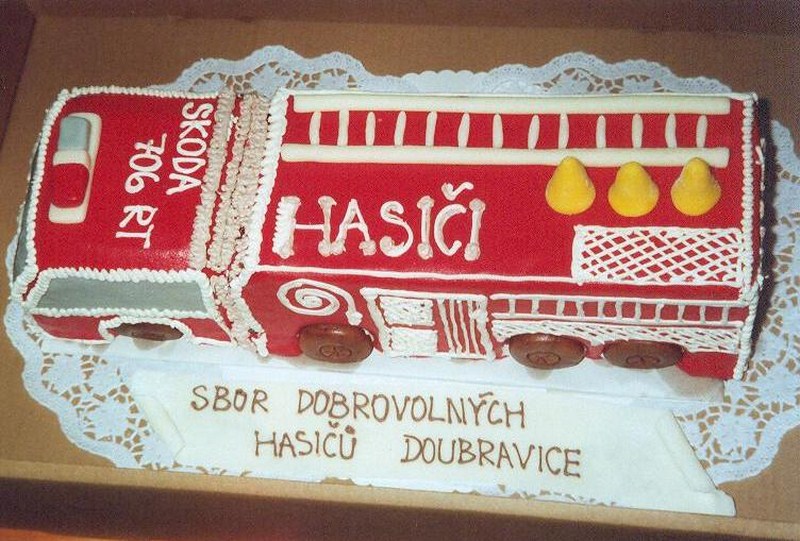 SKODA
706 RT
HASIČI
SBOR DOBROVOLNÝCH
HASIČŮ DOUBRAVICE